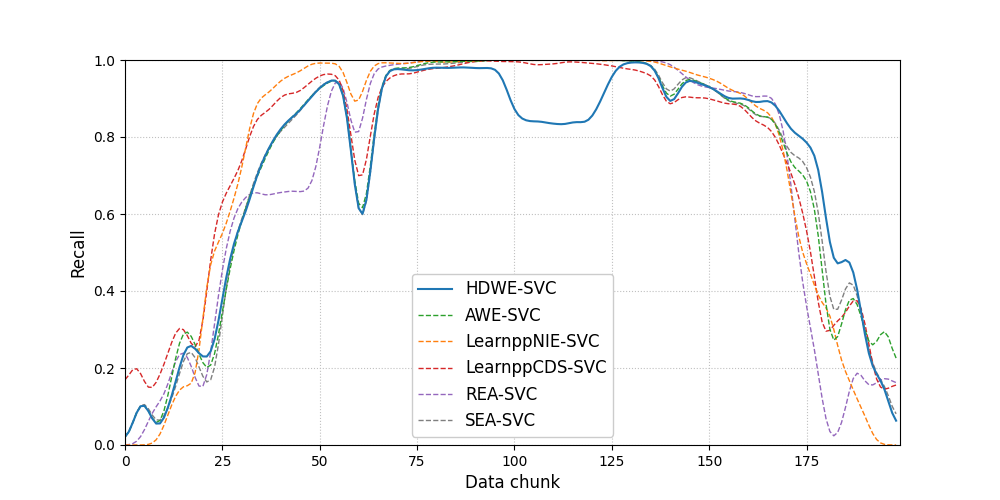 1.0
0.8
0.6
0.4
0.2
0.0
Recall
HDWE-SVC
AWE-SVC
LearnppNIE-SVC
LearnppCDS-SVC
REA-SVC
SEA-SVC
0 25 50 75 100 125 150 175
Data chunk